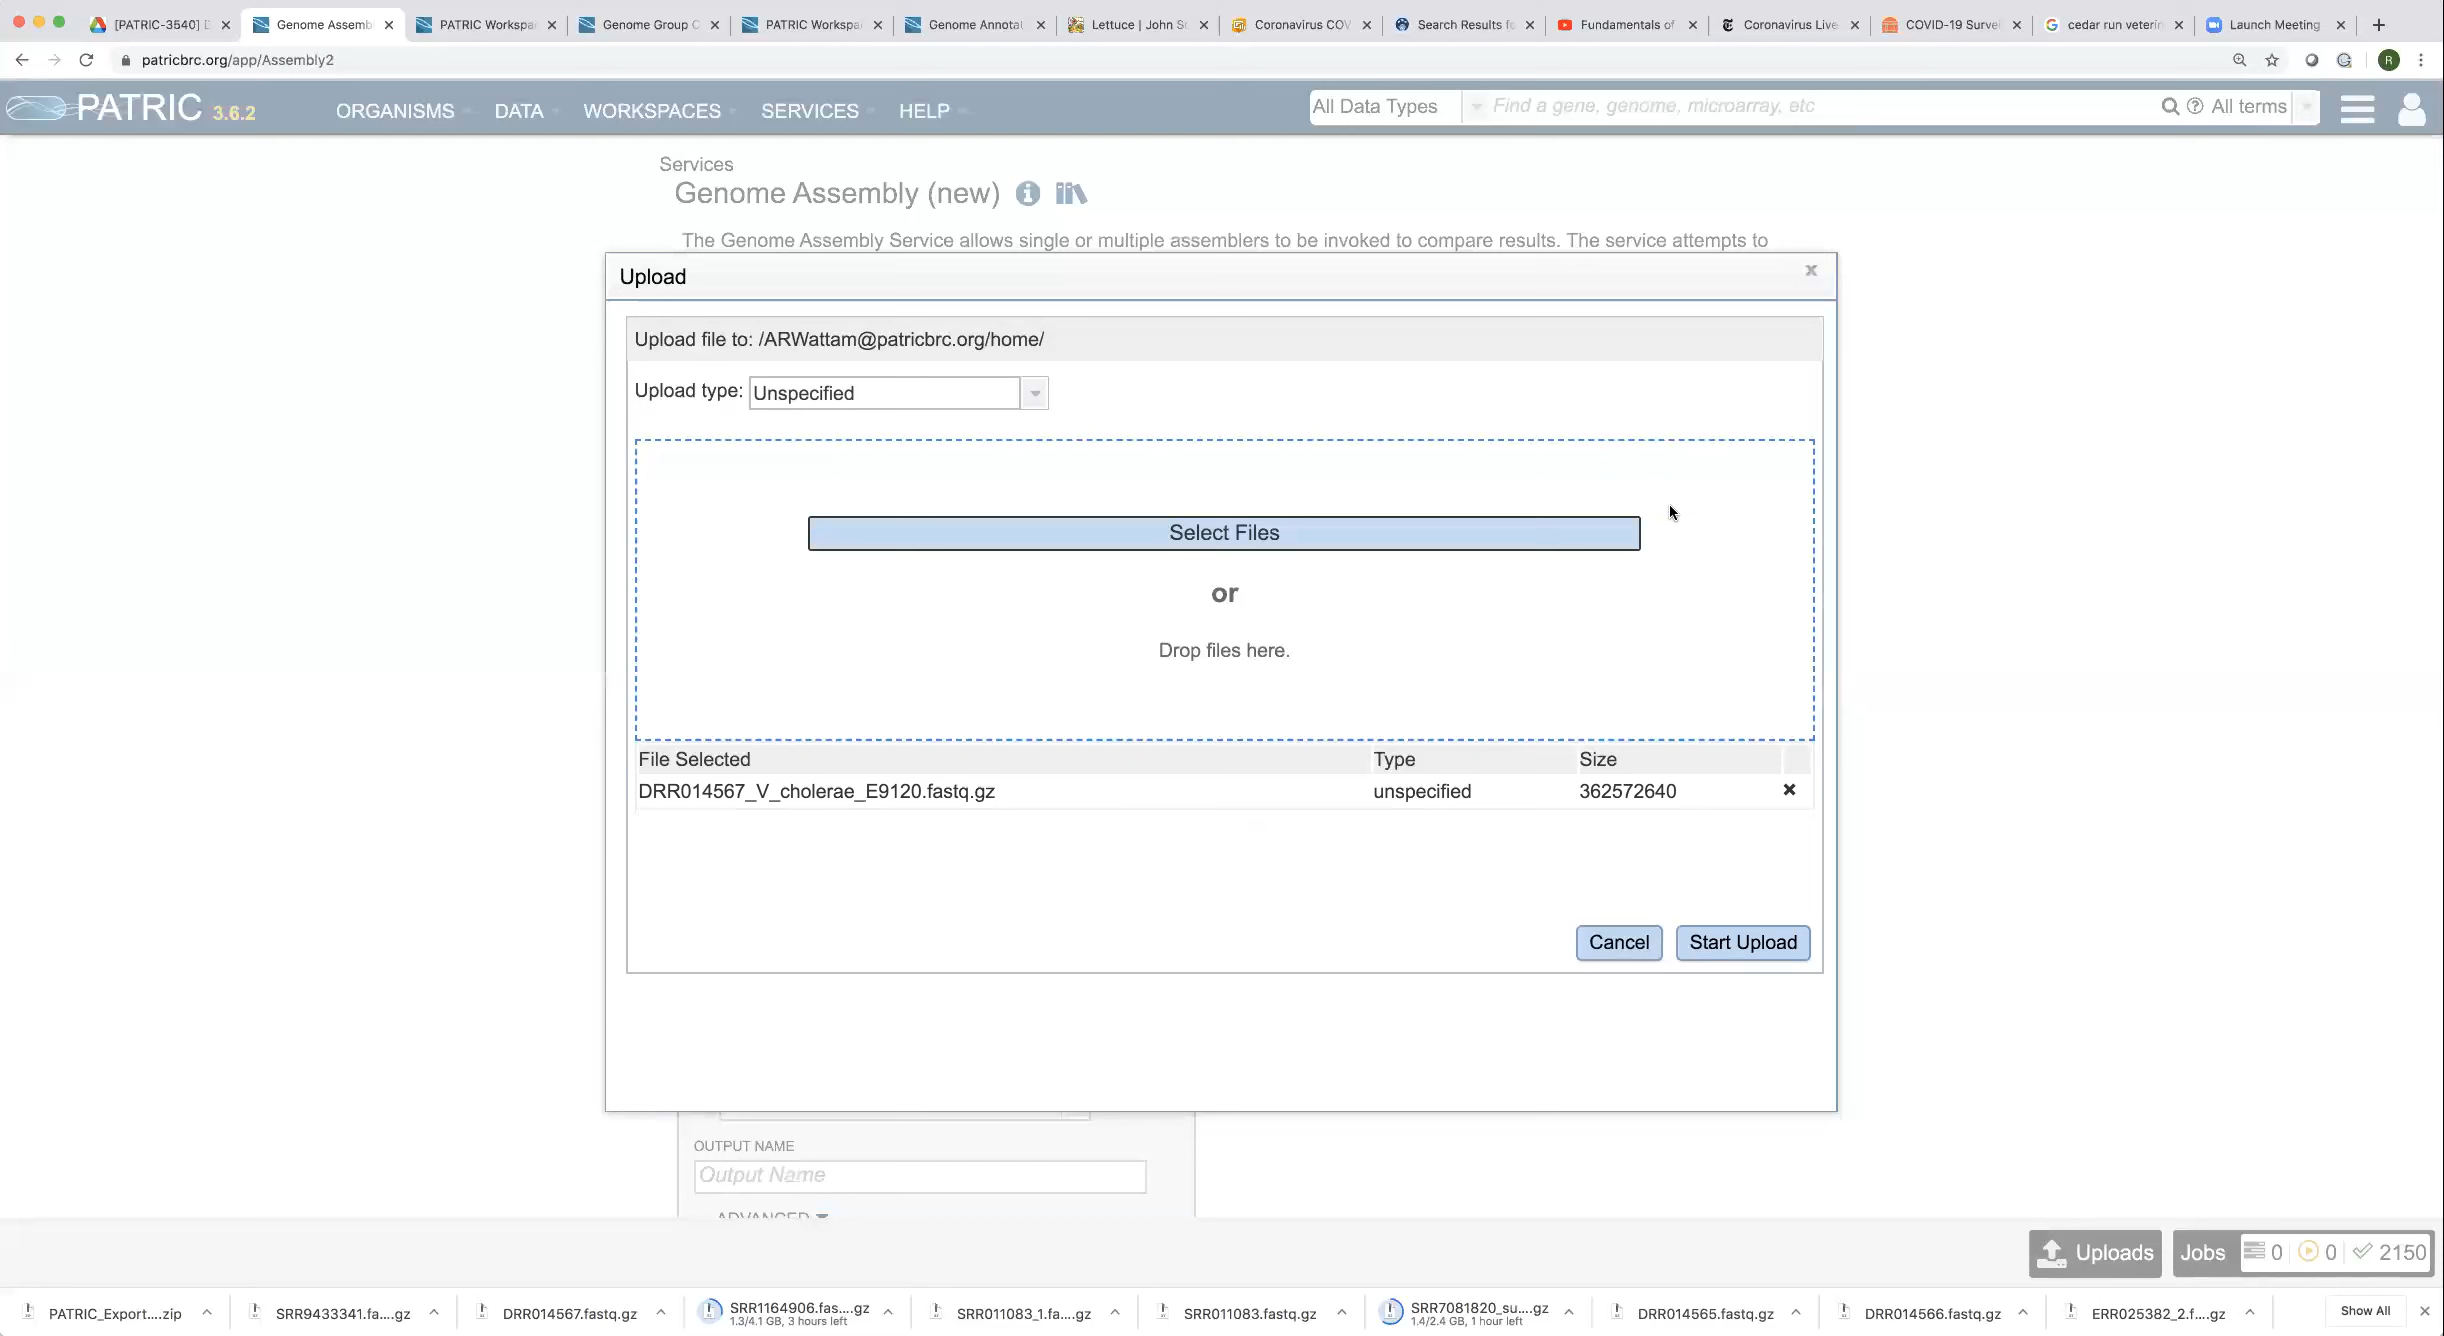 [PATRIC-3540] D
Genome Assemb
PATRIC Workspa
Genome Group C
PATRIC Workspa
Genome Annotat
Lettuce | John S
Coronavirus COV
Search Results fo
Fundamentals of
Coronavirus Live
COVID-19 Surve
cedar run veterin
Launch Meeting
patricbrc.org/app/Assembly2
R
PATRIC 3.6.2
ORGANISMS
DATA
WORKSPACES
SERVICES
HELP
All Data Types
Find a gene, genome, microarray, etc
All terms
Services
Genome Assembly (new)
The Genome Assembly Service allows single or multiple assemblers to be invoked to compare results. The service attempts to
Upload
x
Upload file to: /ARWattam@patricbrc.org/home/
Upload type: Unspecified
Select Files
or
Drop files here.
File Selected Type Size
DRR014567_V_cholerae_E9120.fastq.gz unspecified 362572640
Cancel
Start Upload
OUTPUT NAME
Output Name
ADVANCED
Uploads
Jobs 0 0 2150
PATRIC_Export....zip
SRR9433341.fa....gz
DRR014567.fastq.gz
SRR1164906.fas....gz
1.3/4.1 GB, 3 hours left
SRR011083_1.fa....gz
SRR011083.fastq.gz
SRR7081820_su....gz
1.4/2.4 GB, 1 hour left
DRR014565.fastq.gz
DRR014566.fastq.gz
ERR025382_2.f....gz
Show All